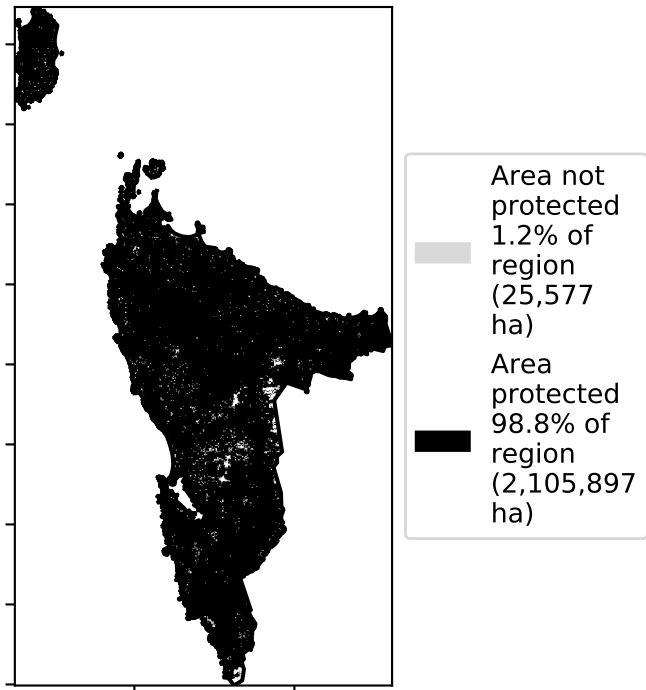 Area not
protected
1.2% of
region
(25,577
ha)
Area
protected
98.8% of
region
(2,105,897
ha)